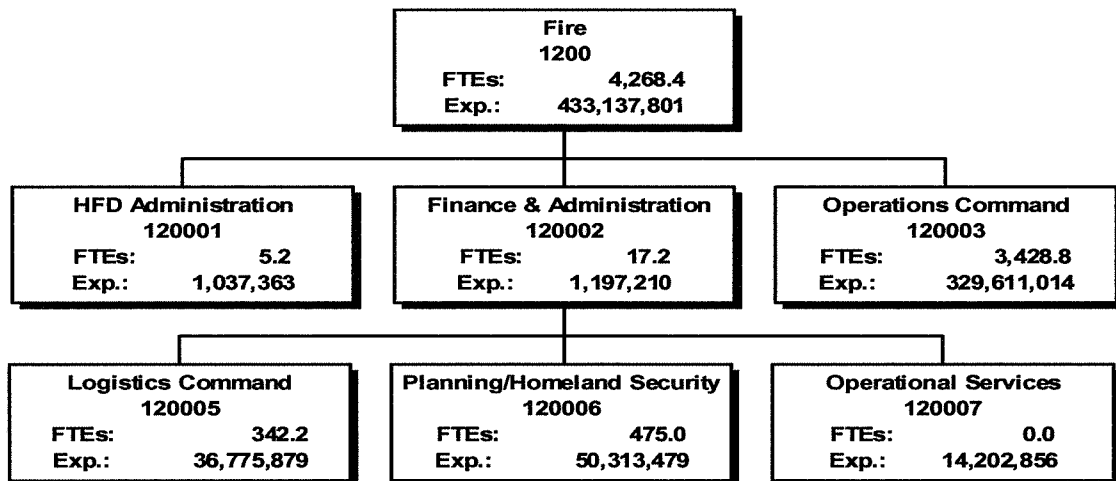 Fire
1200
FTEs: 4,268.4
Exp.: 433,137,801
HFD Administration
120001
FTEs: 5.2
Exp.: 1,037,363
Finance & Administration
120002
FTEs: 17.2
Exp.: 1,197,210
Operations Command
120003
FTEs: 3,428.8
Exp.: 329,611,014
Logistics Command
120005
FTEs: 342.2
Exp.: 36,775,879
Planning/Homeland Security
120006
FTEs: 475.0
Exp.: 50,313,479
Operational Services
120007
FTEs: 0.0
Exp.: 14,202,856